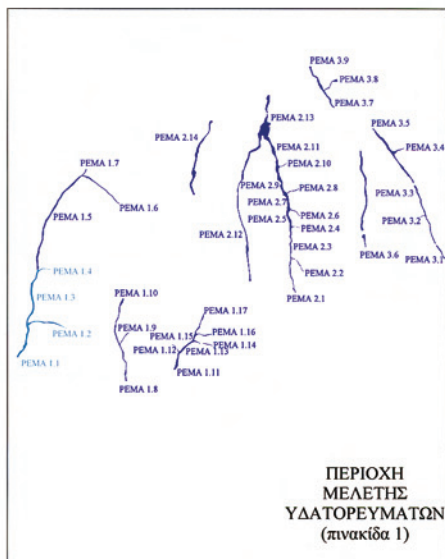 ΡΕΜΑ 3.9
ΡΕΜΑ 3.8
ΡΕΜΑ 3.7
ΡΕΜΑ 2.13
ΡΕΜΑ 3.5
ΡΕΜΑ 2.14
ΡΕΜΑ 2.11
ΡΕΜΑ 3.4
ΡΕΜΑ 2.10
ΡΕΜΑ 1.7
ΡΕΜΑ 2.9
ΡΕΜΑ 2.8
ΡΕΜΑ 3.3
ΡΕΜΑ 2.7
ΡΕΜΑ 1.6
ΡΕΜΑ 2.6
ΡΕΜΑ 1.5
ΡΕΜΑ 2.5
ΡΕΜΑ 3.2
ΡΕΜΑ 2.4
ΡΕΜΑ 2.12
ΡΕΜΑ 2.3
ΡΕΜΑ 3.6
ΡΕΜΑ 3.1
ΡΕΜΑ 1.4
ΡΕΜΑ 2.2
ΡΕΜΑ 1.10
ΡΕΜΑ 2.1
ΡΕΜΑ 1.3
ΡΕΜΑ 1.17
ΡΕΜΑ 1.9
ΡΕΜΑ 1.2
ΡΕΜΑ 1.16
ΡΕΜΑ 1.15
ΡΕΜΑ 1.14
ΡΕΜΑ 1.12
ΡΕΜΑ 1.13
ΡΕΜΑ 1.1
ΡΕΜΑ 1.11
ΡΕΜΑ 1.8
ΠΕΡΙΟΧΗ
ΜΕΛΕΤΗΣ
ΥΔΑΤΟΡΕΥΜΑΤΩΝ
(πινακίδα 1)